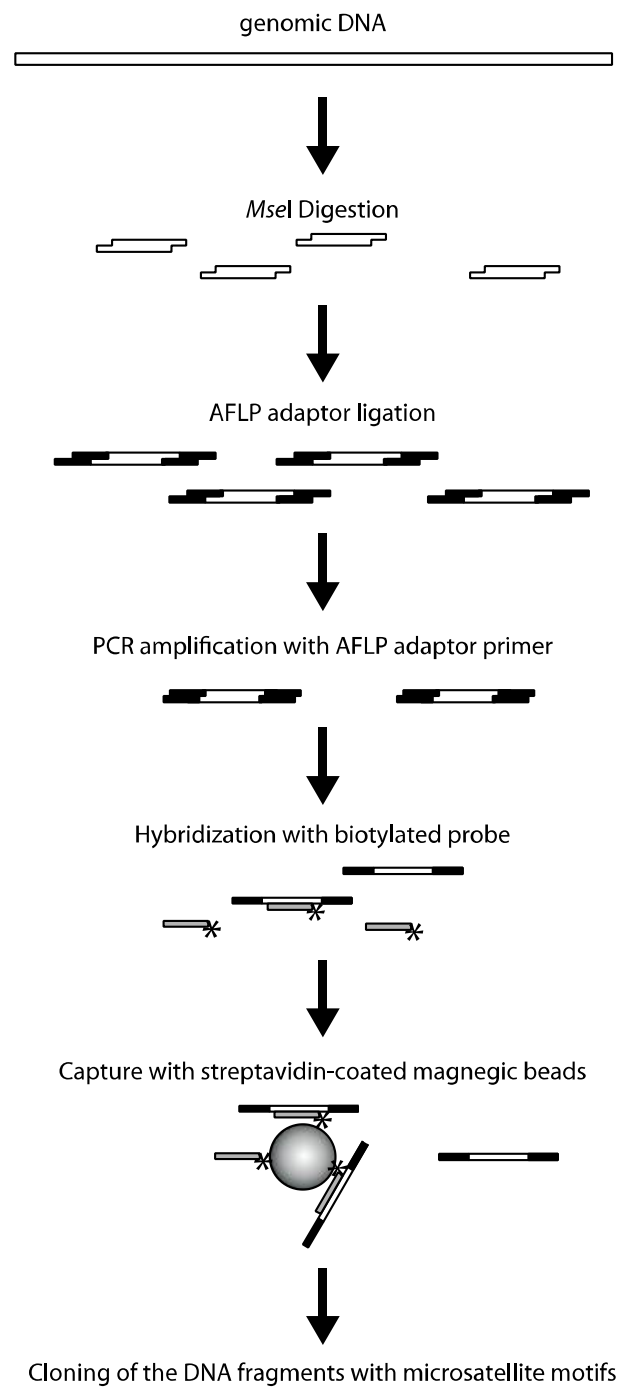 genomic DNA
MseI Digestion
AFLP adaptor ligation
PCR amplification with AFLP adaptor primer
Hybridization with biotylated probe
Capture with streptavidin-coated magnegic beads
Cloning of the DNA fragments with microsatellite motifs